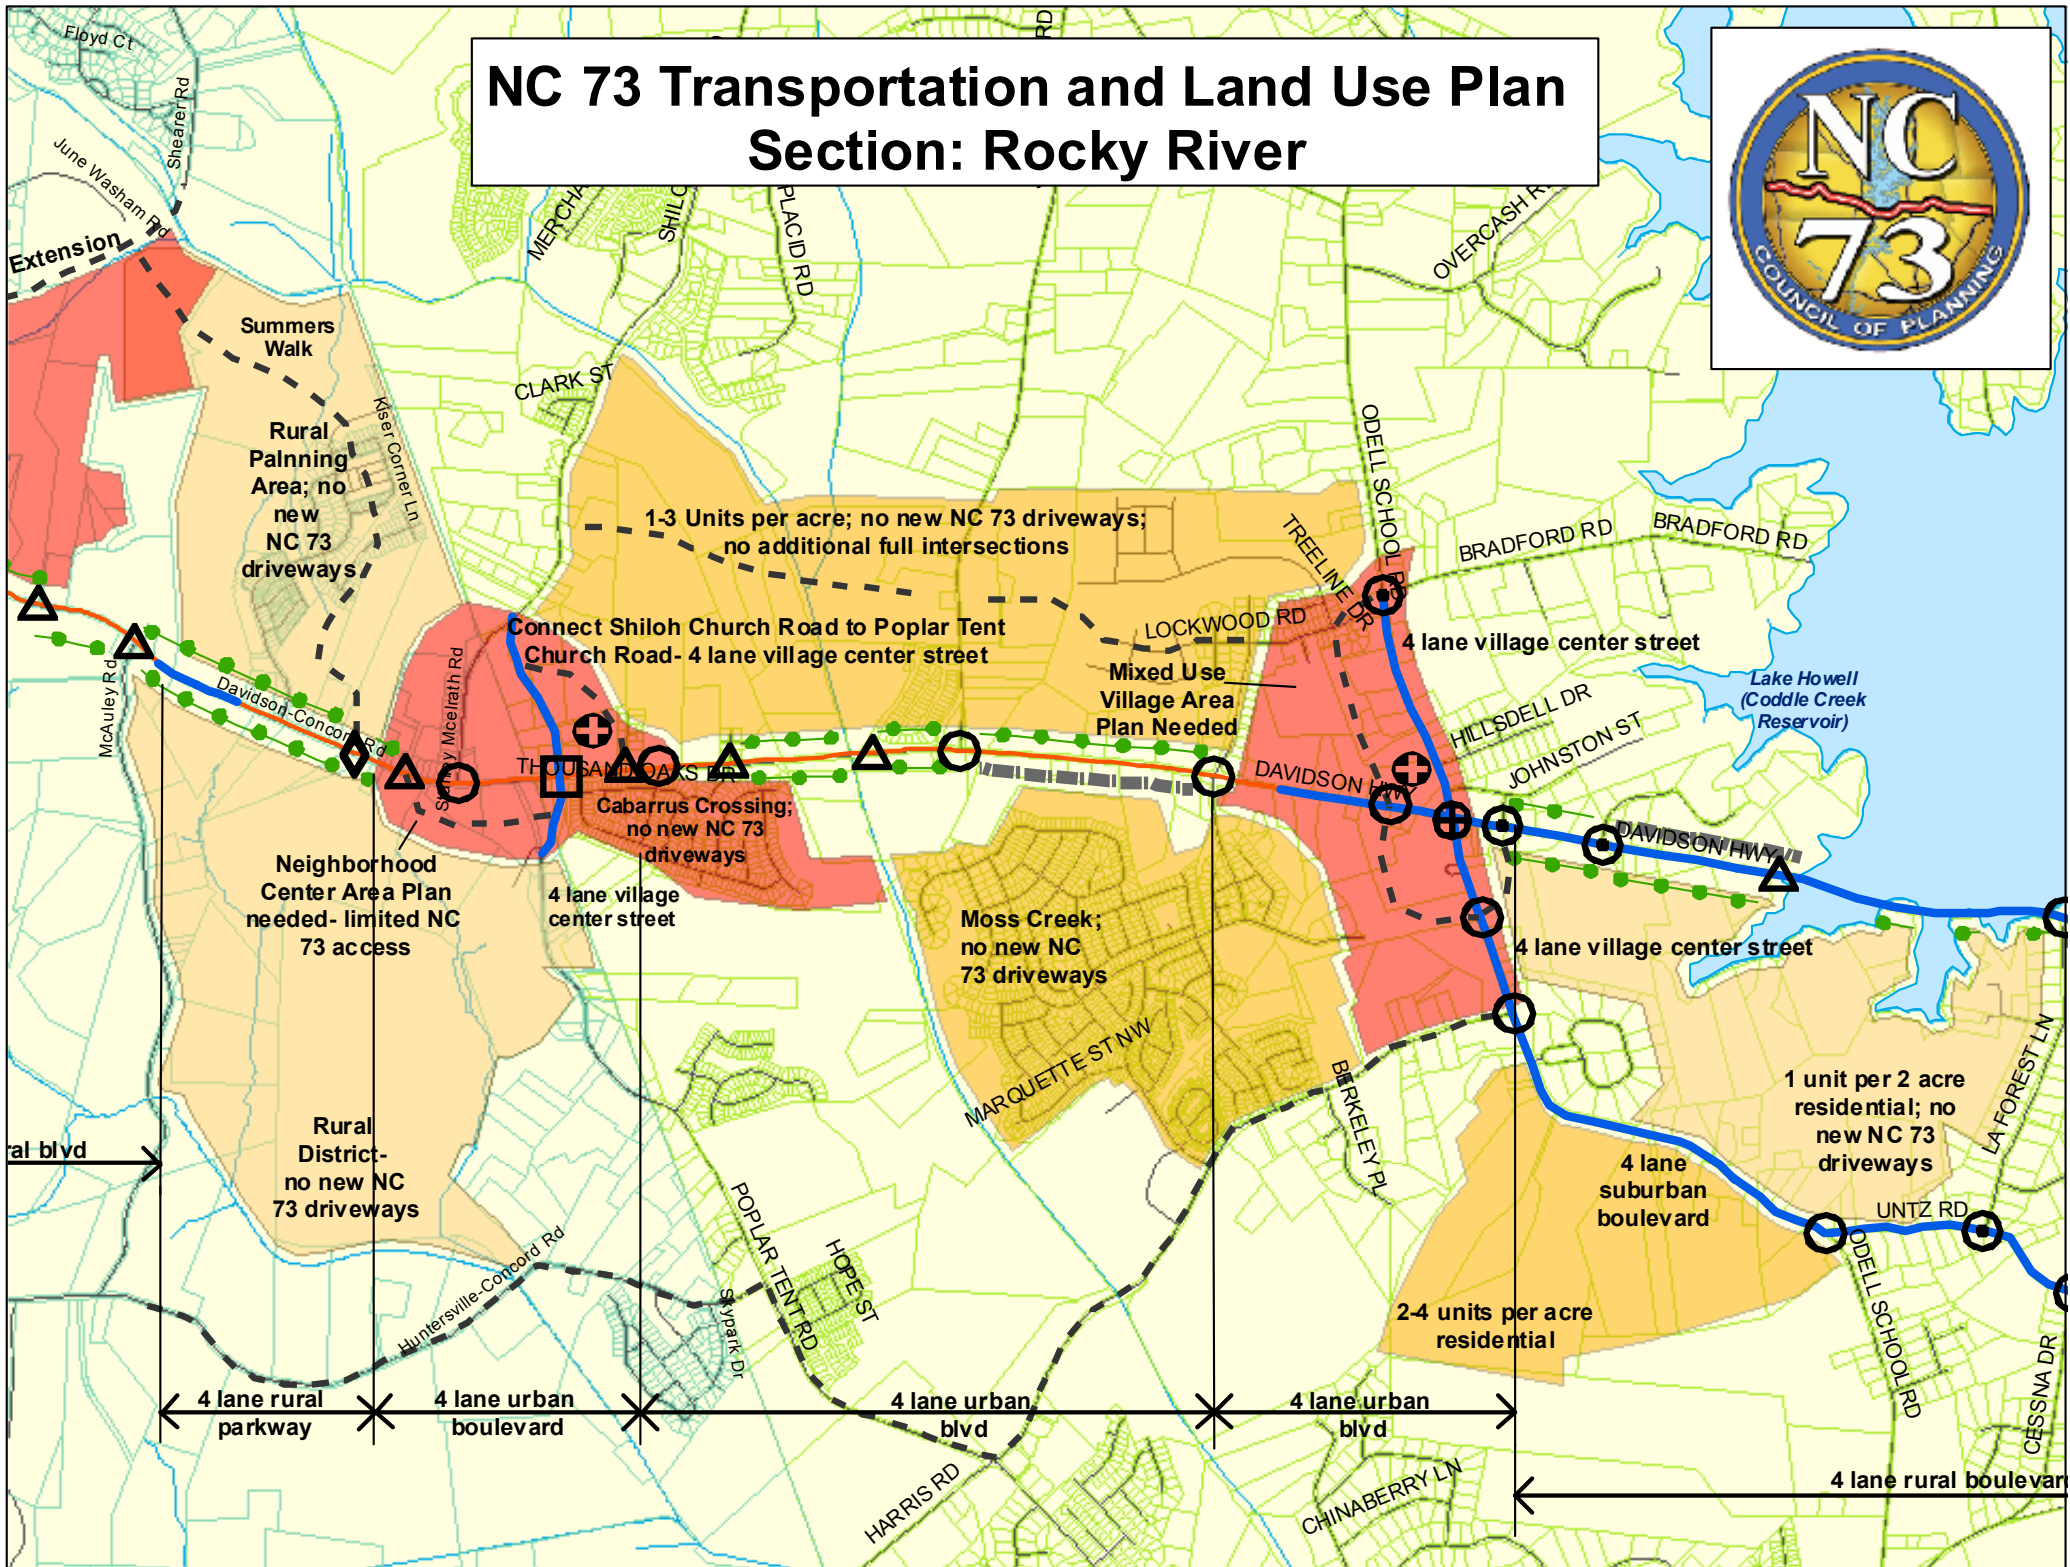 NC 73 Transportation and Land Use Plan
Section: Rocky River
NC
73
COUNCIL OF PLANNING
Floyd Ct
Shearer Rd
June Washam Rd
Extension
RD
PLACID RD
OVERCASH
Summers
Walk
CLARK ST
Kiser Corner Ln
Rural
Palnning
Area; no
new
NC 73
driveways
1-3 Units per acre; no new NC 73 driveways;
no additional full intersections
ODELL SCHOOL RD
TREELINE DR
BRADFORD RD
BRADFORD RD
LOCKWOOD RD
Connect Shiloh Church Road to Poplar Tent
Church Road- 4 lane village center street
4 lane village center street
Mixed Use
Village Area
Plan Needed
Lake Howell
(Coddle Creek
Reservoir)
McAuley Rd
Davidson-Concord Rd
Mcelrath Rd
HILLSDELL DR
JOHNSTON ST
THOUSAND OAKS DR
DAVIDSON HWY
DAVIDSON HWY
Cabarrus Crossing;
no new NC 73
driveways
Neighborhood
Center Area Plan
needed- limited NC
73 access
4 lane village
center street
Moss Creek;
no new NC
73 driveways
4 lane village center street
MARQUETTE ST NW
BERKELEY PL
LA FOREST LN
1 unit per 2 acre
residential; no
new NC 73
driveways
Rural
District-
no new NC
73 driveways
ral blvd
4 lane
suburban
boulevard
UNTZ RD
POPLAR TENT RD
HOPE ST
Skypark Dr
Huntersville-Concord Rd
ODELL SCHOOL RD
2-4 units per acre
residential
CESSNA DR
4 lane rural
parkway
4 lane urban
boulevard
4 lane urban
blvd
4 lane urban
blvd
HARRIS RD
CHINABERRY LN
4 lane rural boulevar